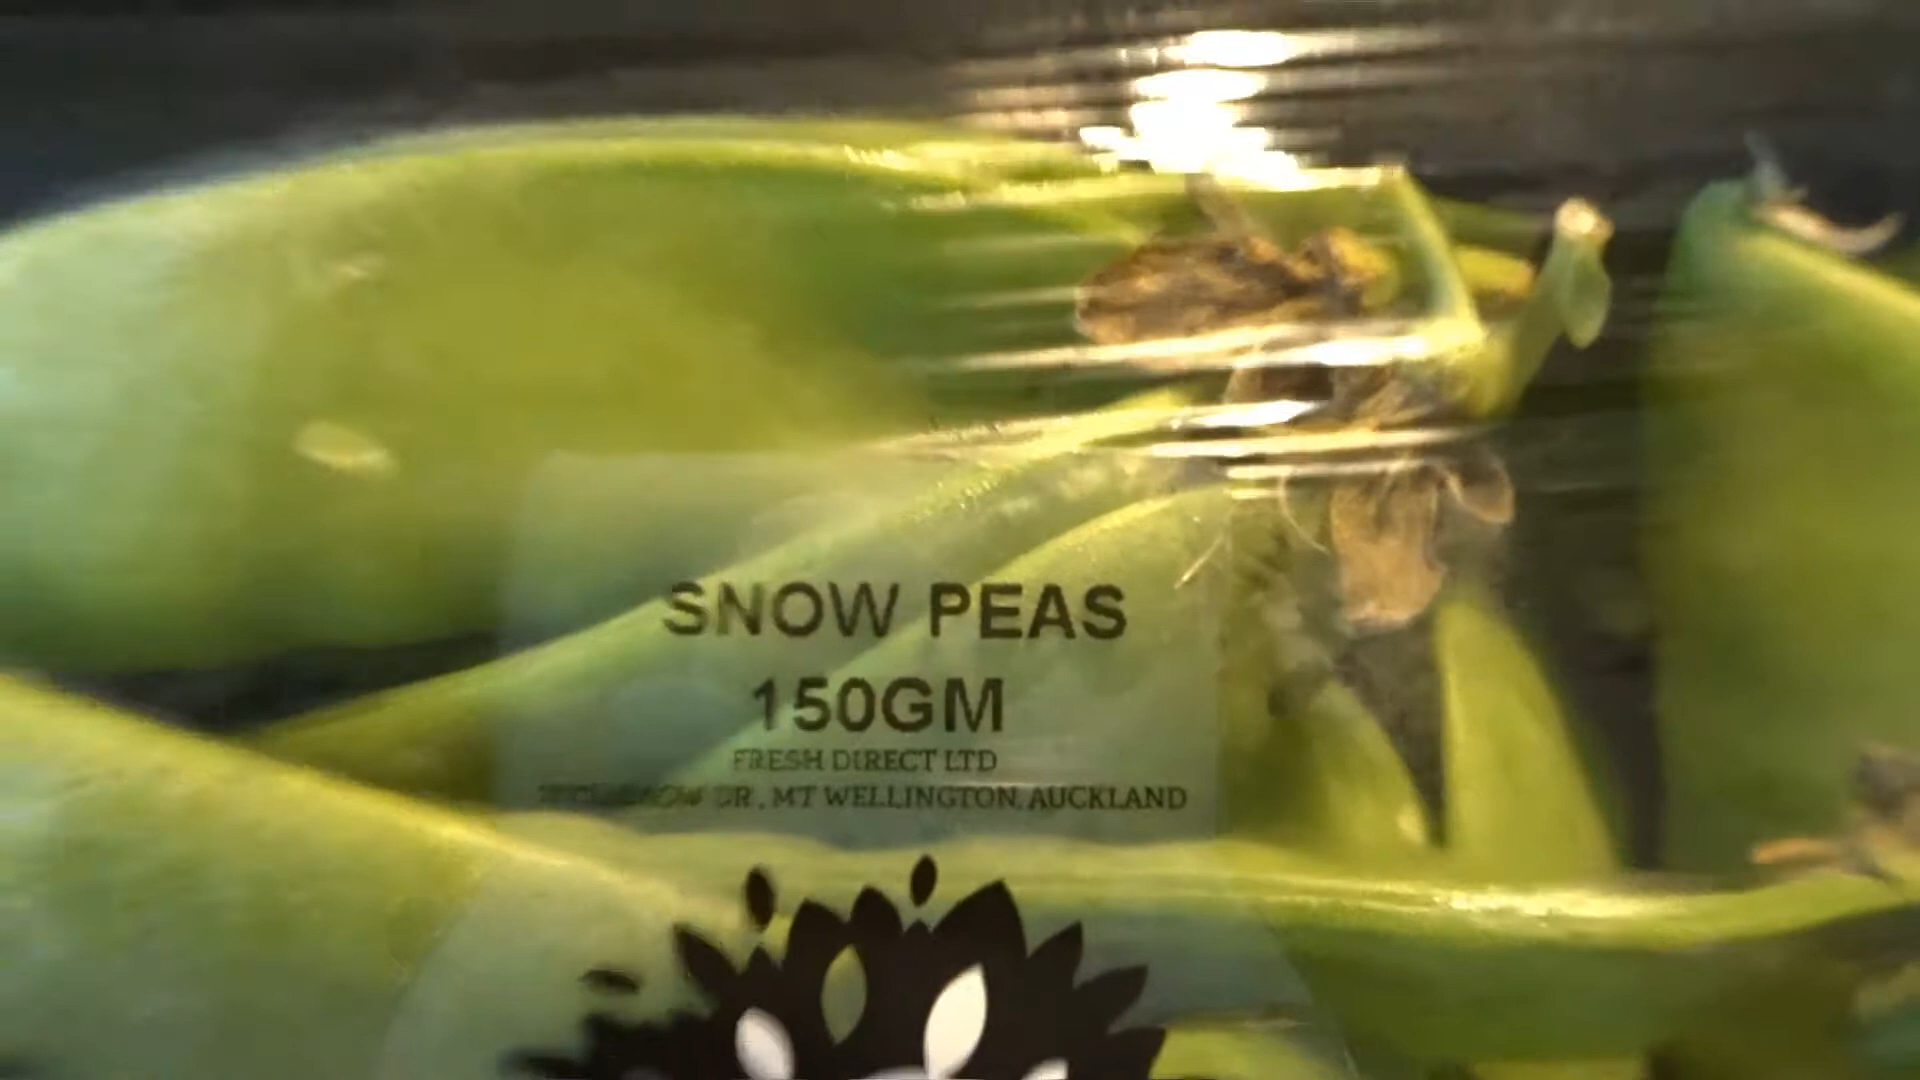 SNOW PEAS
150GM
FRESH DIRECT LTD
DR, MT WELLINGTON, AUCKLAND